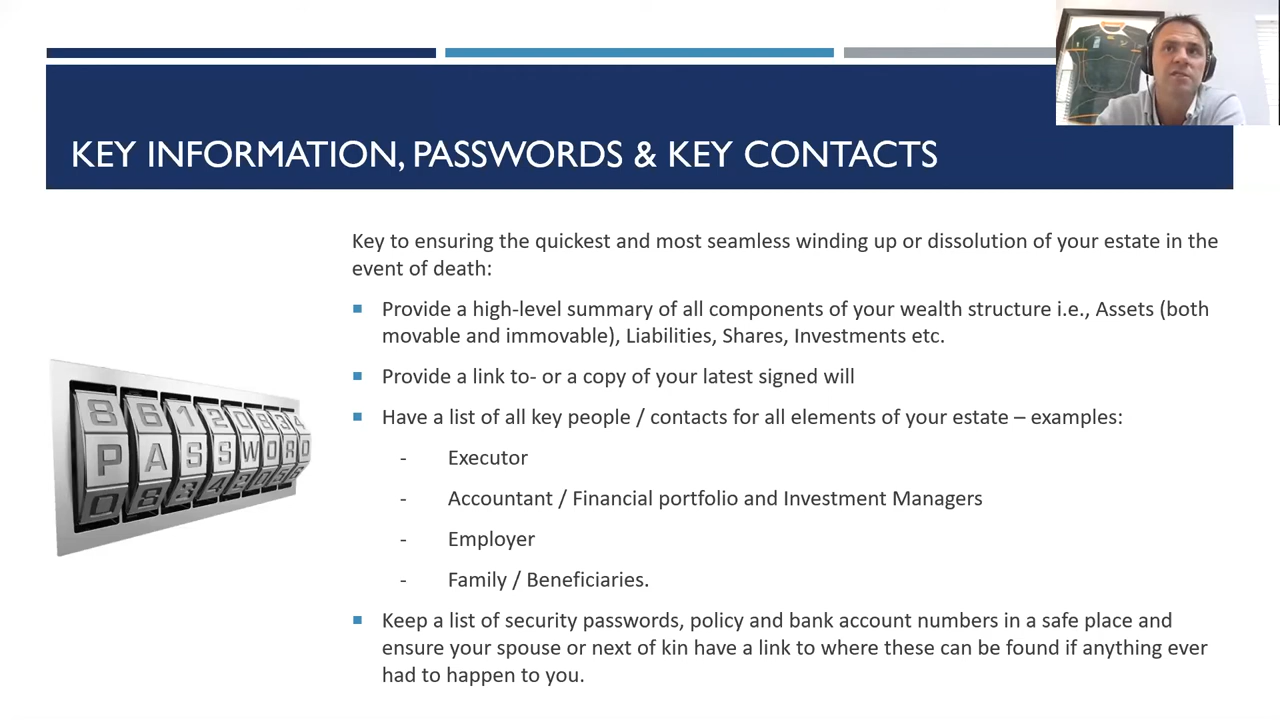 KEY INFORMATION, PASSWORDS & KEY CONTACTS
Key to ensuring the quickest and most seamless winding up or dissolution of your estate in the
event of death:
Provide a high-level summary of all components of your wealth structure i.e., Assets (both
movable and immovable), Liabilities, Shares, Investments etc.
Provide a link to- or a copy of your latest signed will
Have a list of all key people / contacts for all elements of your estate – examples:
- Executor
- Accountant / Financial portfolio and Investment Managers
- Employer
- Family / Beneficiaries.
Keep a list of security passwords, policy and bank account numbers in a safe place and
ensure your spouse or next of kin have a link to where these can be found if anything ever
had to happen to you.
PASSWORD